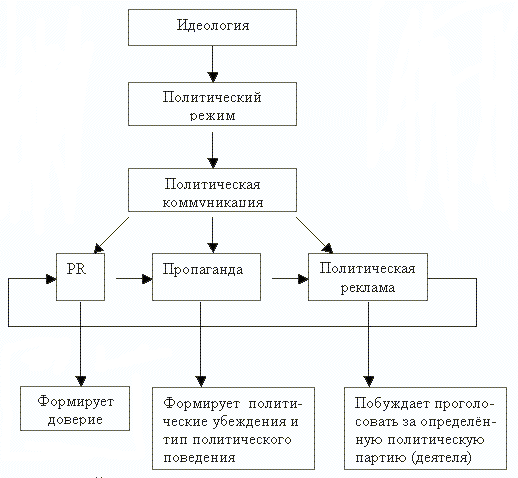 Идеология
Политический
режим
Политическая
коммуникация
PR
Пропаганда
Политическая
реклама
Формирует
доверие
Формирует полити-
ческие убеждения и
тип политического
поведения
Побуждает проголо-
совать за определён-
ную политическую
партию (деятеля)